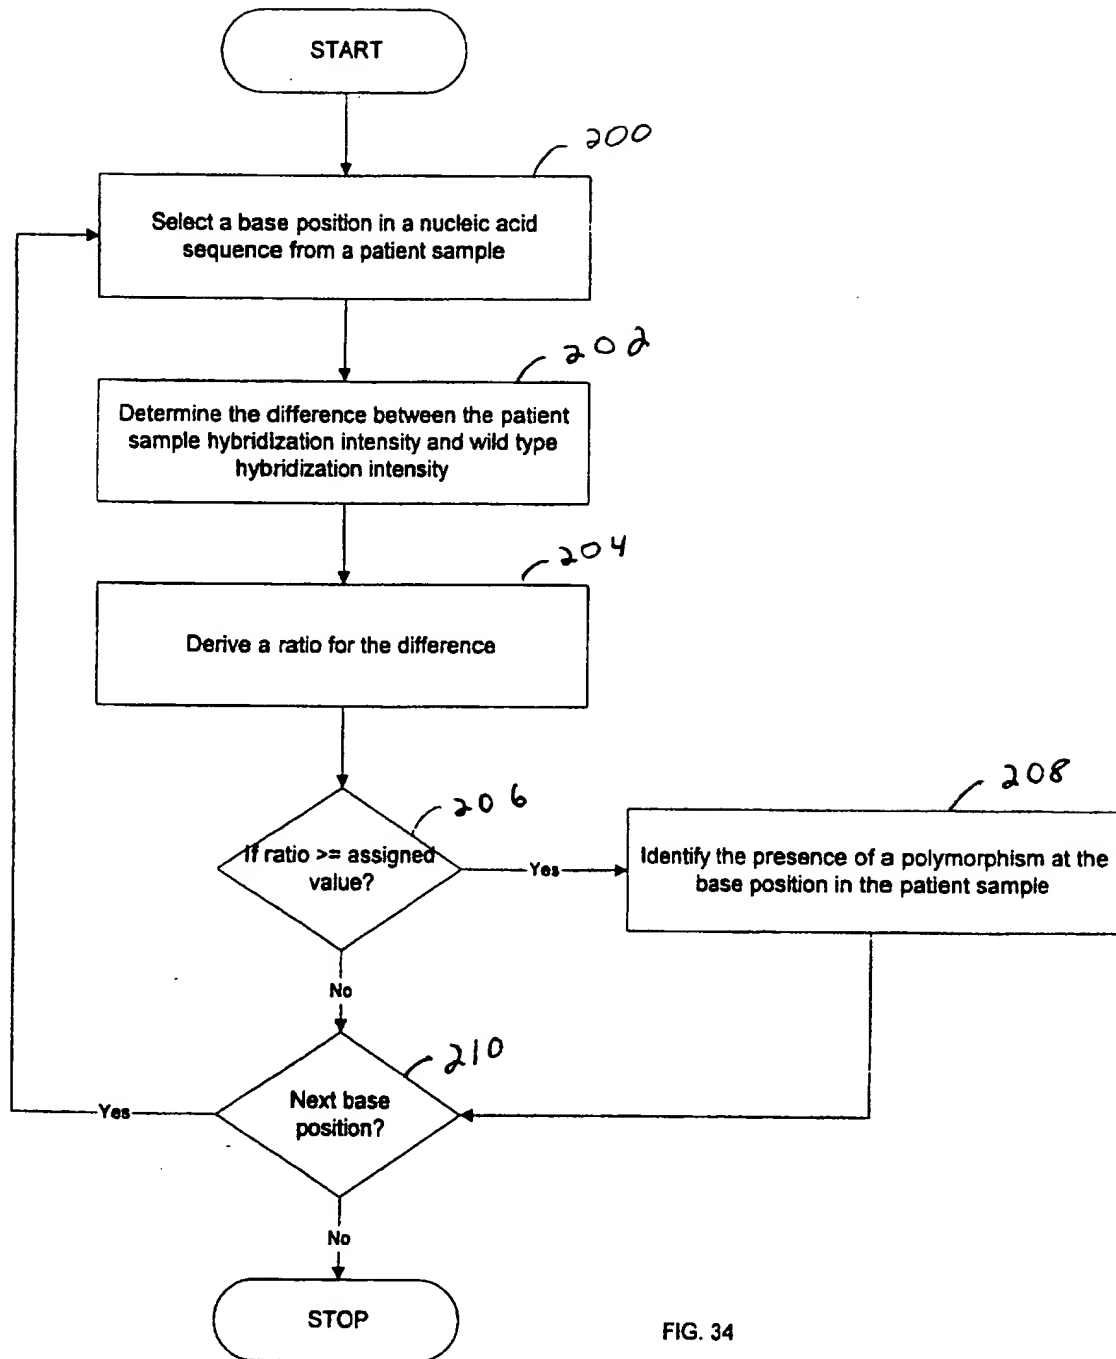 START
200
Select a base position in a nucleic acid
sequence from a patient sample
202
Determine the difference between the patient
sample hybridization intensity and wild type
hybridization intensity
204
Derive a ratio for the difference
206
If ratio >= assigned
value?
Yes
208
Identify the presence of a polymorphism at the
base position in the patient sample
No
210
Next base
position?
Yes
No
STOP
FIG. 34